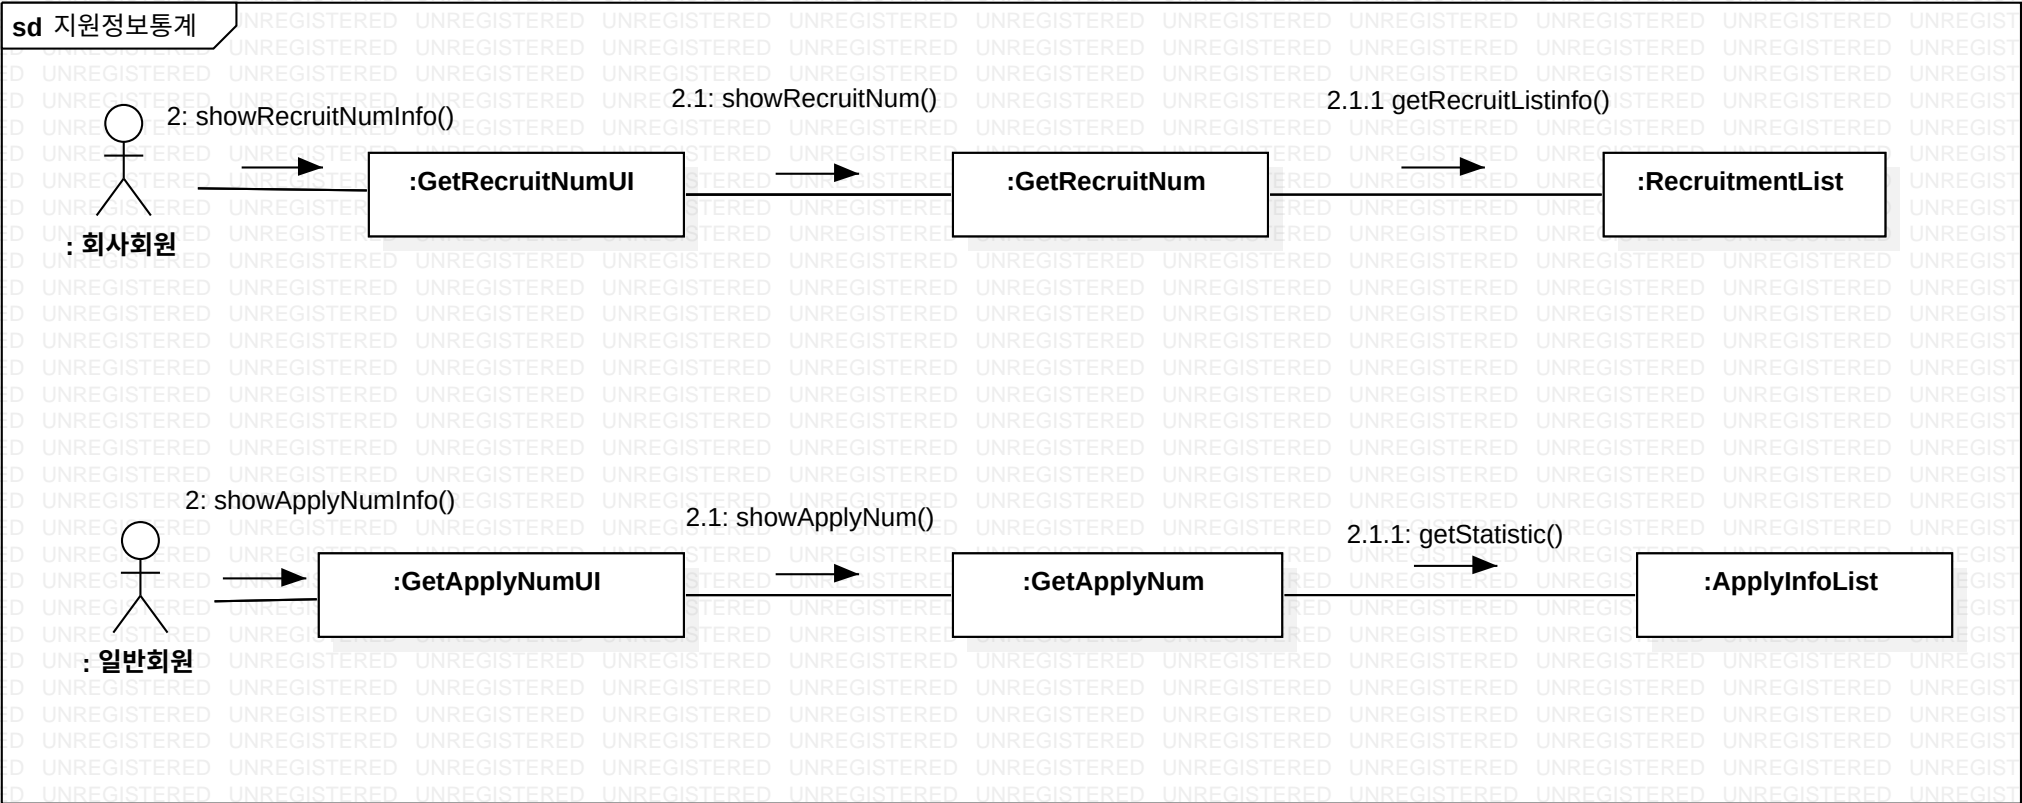 sd 지원정보통계
2: showRecruitNumInfo()
2.1: showRecruitNum()
2.1.1 getRecruitListinfo()
:GetRecruitNumUI
:GetRecruitNum
:RecruitmentList
: 회사회원
2: showApplyNumInfo()
2.1: showApplyNum()
2.1.1: getStatistic()
:GetApplyNumUI
:GetApplyNum
:ApplyInfoList
: 일반회원
UNREGISTERED